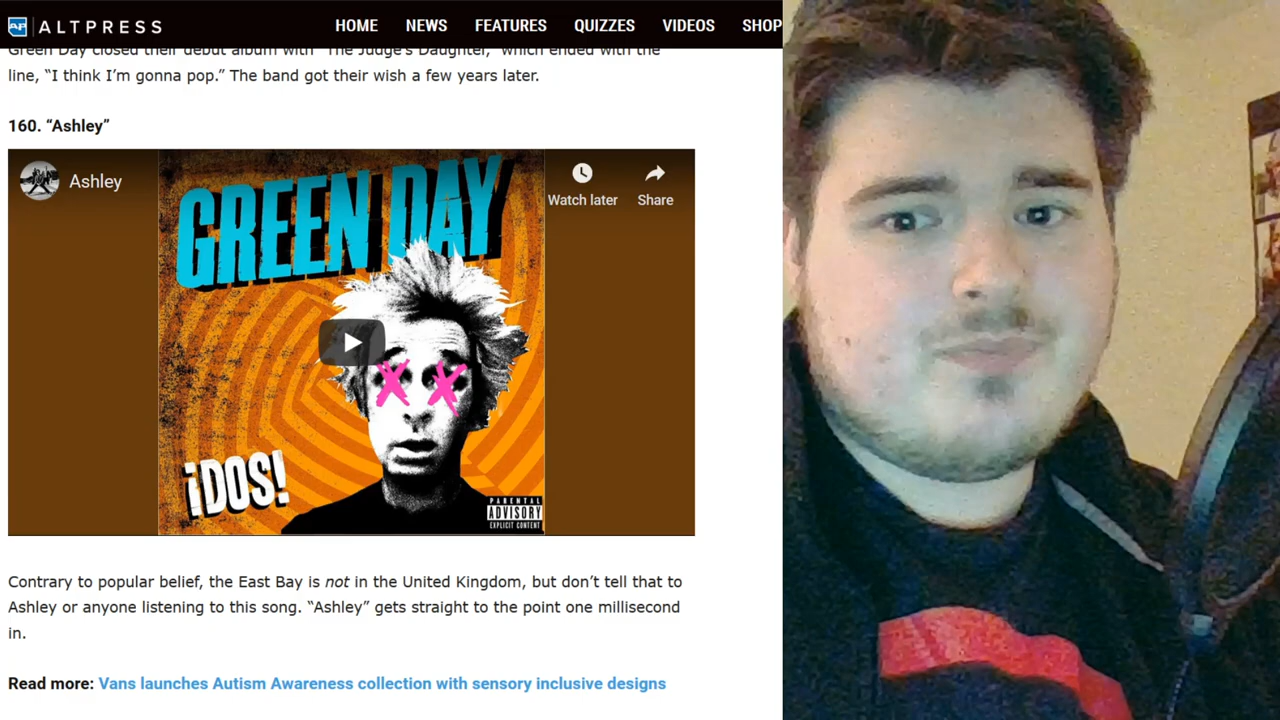 AP ALTPRESS HOME NEWS FEATURES QUIZZES VIDEOS SHOP
Green Day closed their debut album with “The Judge’s Daughter,” which ended with the
line, “I think I’m gonna pop.” The band got their wish a few years later.
160. “Ashley”
Ashley
Watch later
Share
GREEN DAY
¡DOS!
PARENTAL
ADVISORY
EXPLICIT CONTENT
Contrary to popular belief, the East Bay is not in the United Kingdom, but don’t tell that to
Ashley or anyone listening to this song. “Ashley” gets straight to the point one millisecond
in.
Read more: Vans launches Autism Awareness collection with sensory inclusive designs